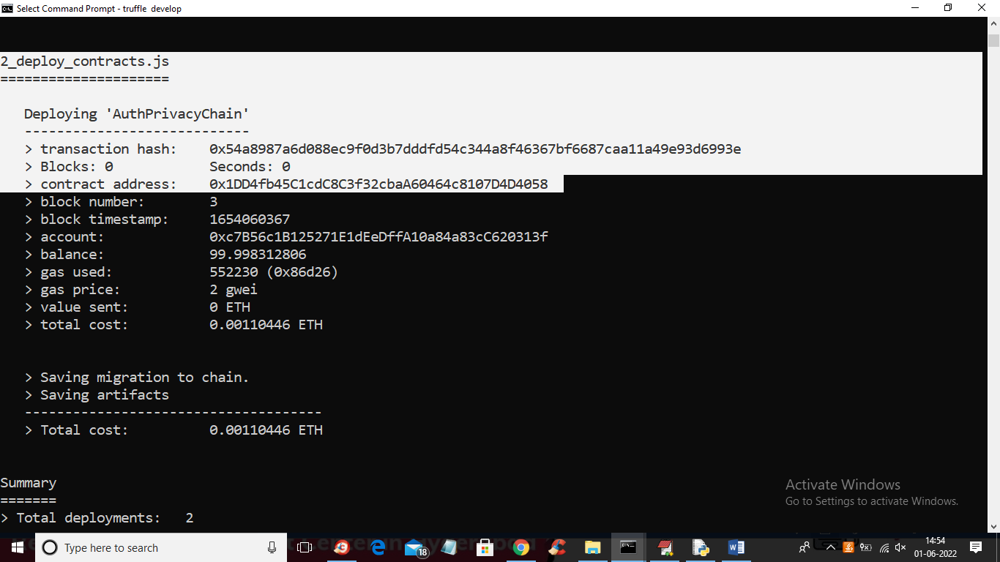 Select Command Prompt - truffle  develop
2_deploy_contracts.js
=====================
Deploying 'AuthPrivacyChain'
----------------------------
> transaction hash:    0x54a8987a6d088ec9f0d3b7dddfd54c344a8f46367bf6687caa11a49e93d6993e
> Blocks: 0            Seconds: 0
> contract address:    0x1DD4fb45C1cdC8C3f32cbaA60464c8107D4D4058
> block number:        3
> block timestamp:     1654060367
> account:             0xc7B56c1B125271E1dEeDffA10a84a83cC620313f
> balance:             99.998312806
> gas used:            552230 (0x86d26)
> gas price:           2 gwei
> value sent:          0 ETH
> total cost:          0.00110446 ETH
> Saving migration to chain.
> Saving artifacts
-------------------------------------
> Total cost:          0.00110446 ETH
Summary
=======
> Total deployments:   2
Activate Windows
Go to Settings to activate Windows.
Type here to search
18
14:54
01-06-2022